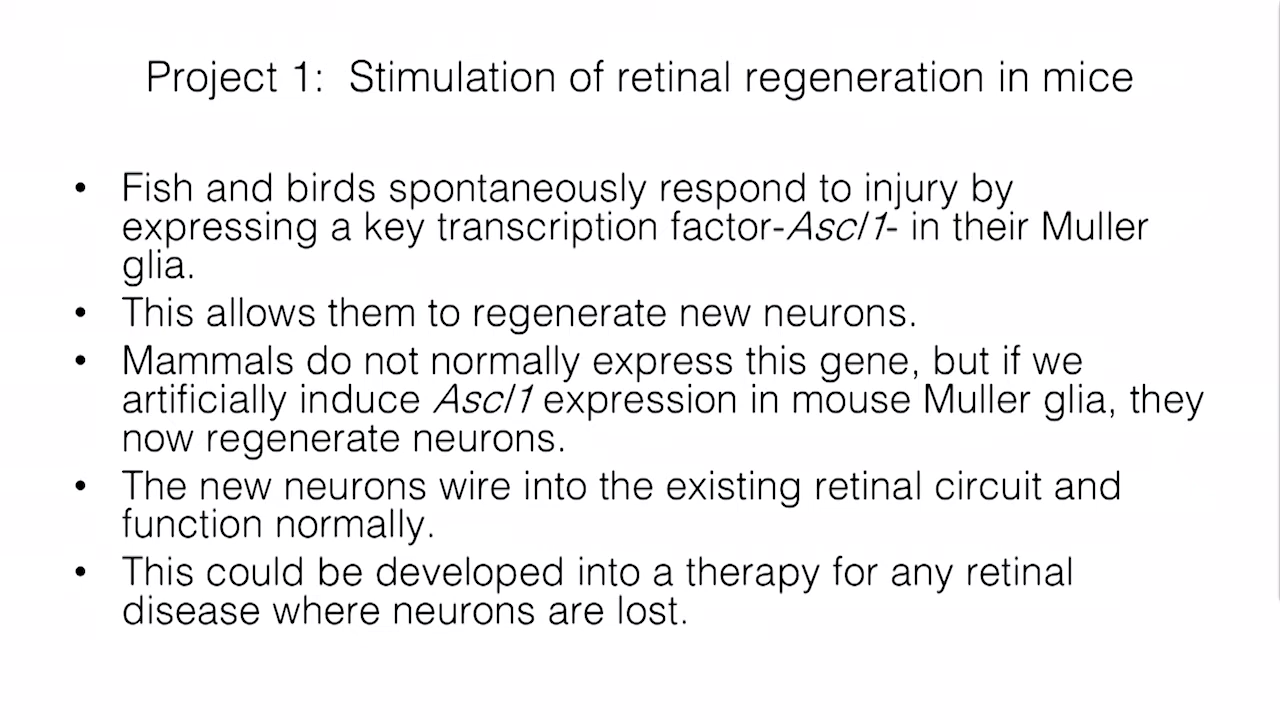 Project 1:  Stimulation of retinal regeneration in mice
• Fish and birds spontaneously respond to injury by
expressing a key transcription factor-Ascl1- in their Muller
glia.
• This allows them to regenerate new neurons.
• Mammals do not normally express this gene, but if we
artificially induce Ascl1 expression in mouse Muller glia, they
now regenerate neurons.
• The new neurons wire into the existing retinal circuit and
function normally.
• This could be developed into a therapy for any retinal
disease where neurons are lost.